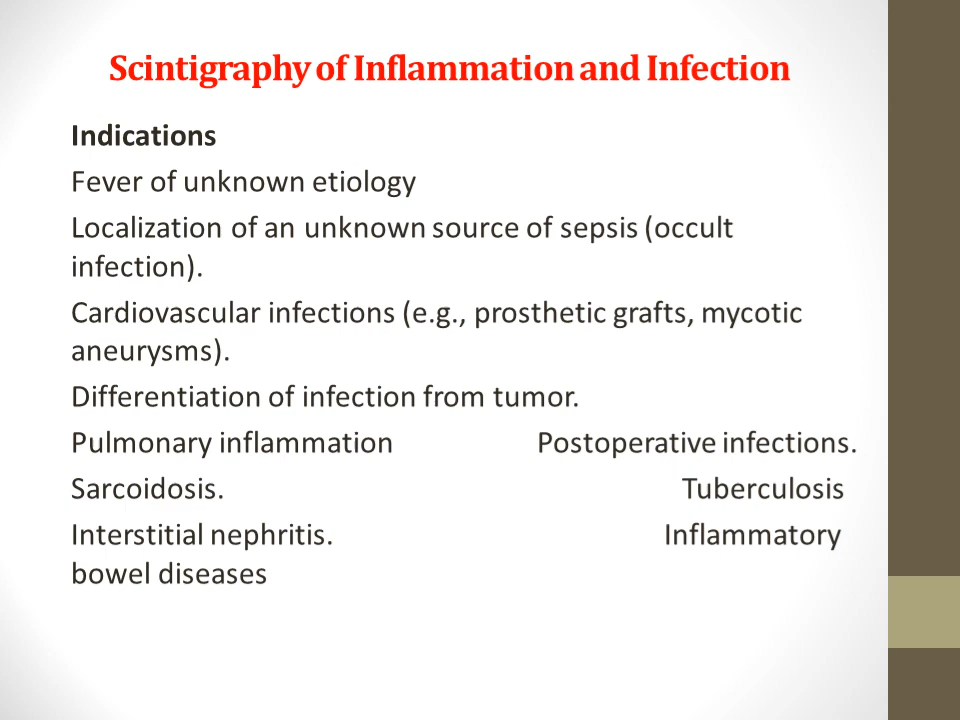 Scintigraphy of Inflammation and Infection
Indications
Fever of unknown etiology
Localization of an unknown source of sepsis (occult
infection).
Cardiovascular infections (e.g., prosthetic grafts, mycotic
aneurysms).
Differentiation of infection from tumor.
Pulmonary inflammation Postoperative infections.
Sarcoidosis. Tuberculosis
Interstitial nephritis. Inflammatory
bowel diseases